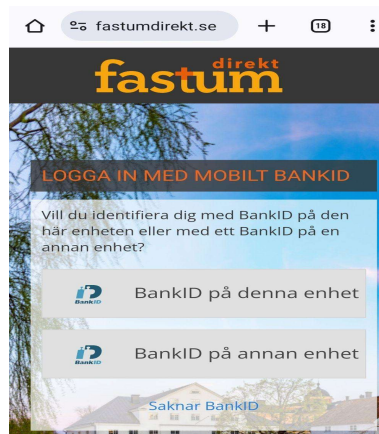 fastumdirekt.se
18
direkt
fastum
LOGGA IN MED MOBILT BANKID
Vill du identifiera dig med BankID på den
här enheten eller med ett BankID på en
annan enhet?
BankID
BankID på denna enhet
BankID
BankID på annan enhet
Saknar BankID